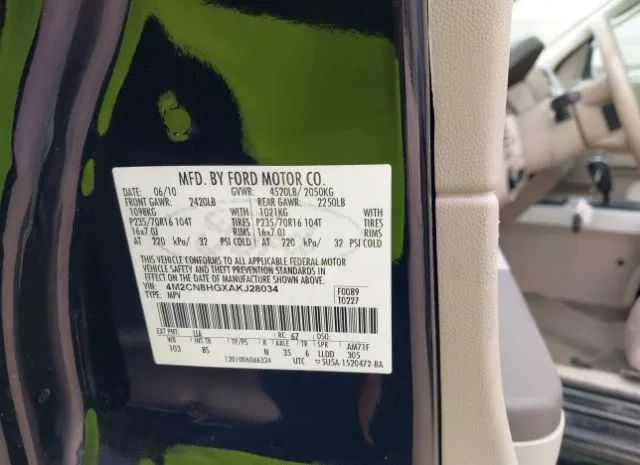 MFD. BY FORD MOTOR CO.
DATE: 06/10 GVWR: 4520LB/ 2050KG
FRONT GAWR: 2420LB REAR GAWR: 2250LB
1098KG WITH 1021KG WITH
P235/70R16 104T TIRES P235/70R16 104T TIRES
16x7.0J RIMS 16x7.0J RIMS
AT 220 kPa/ 32 PSI COLD AT 220 kPa/ 32 PSI COLD
THIS VEHICLE CONFORMS TO ALL APPLICABLE FEDERAL MOTOR
VEHICLE SAFETY AND THEFT PREVENTION STANDARDS IN
EFFECT ON THE DATE OF MANUFACTURE SHOWN ABOVE.
VIN: 4M2CN8HGXAKJ28034 F0089
TYPE: MPV T0227
EXT PNT: UA RC: 67 DSO:
WB INT TR TP/PS R AXLE TR SPR AM71F
103 BS N 35 6 LLDD 305
1201006066334 UTC 5U5A-1520472-BA